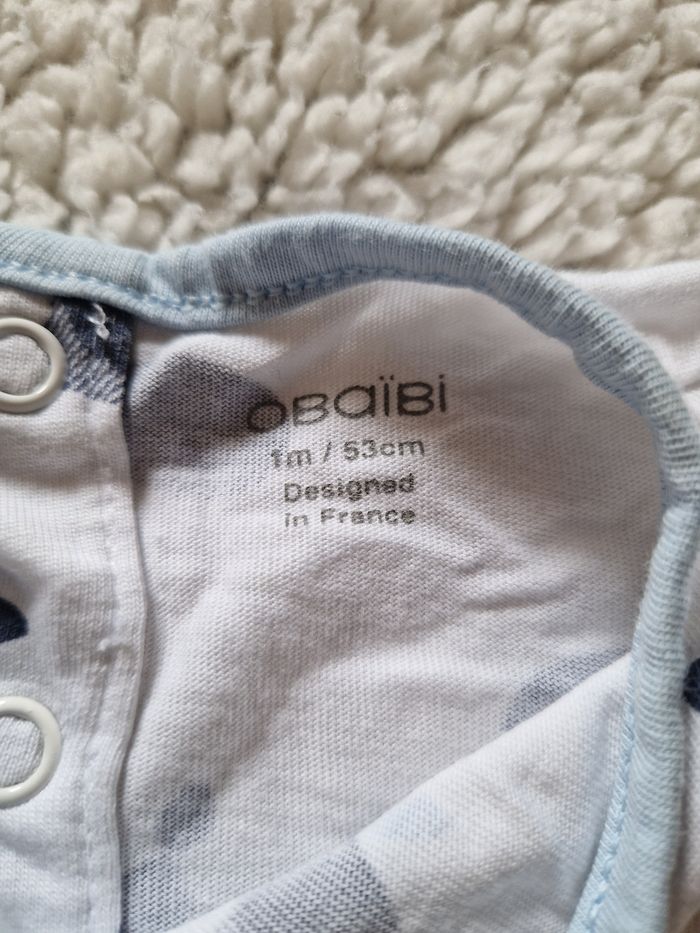 OBaïBi
1m / 53cm
Designed
in France